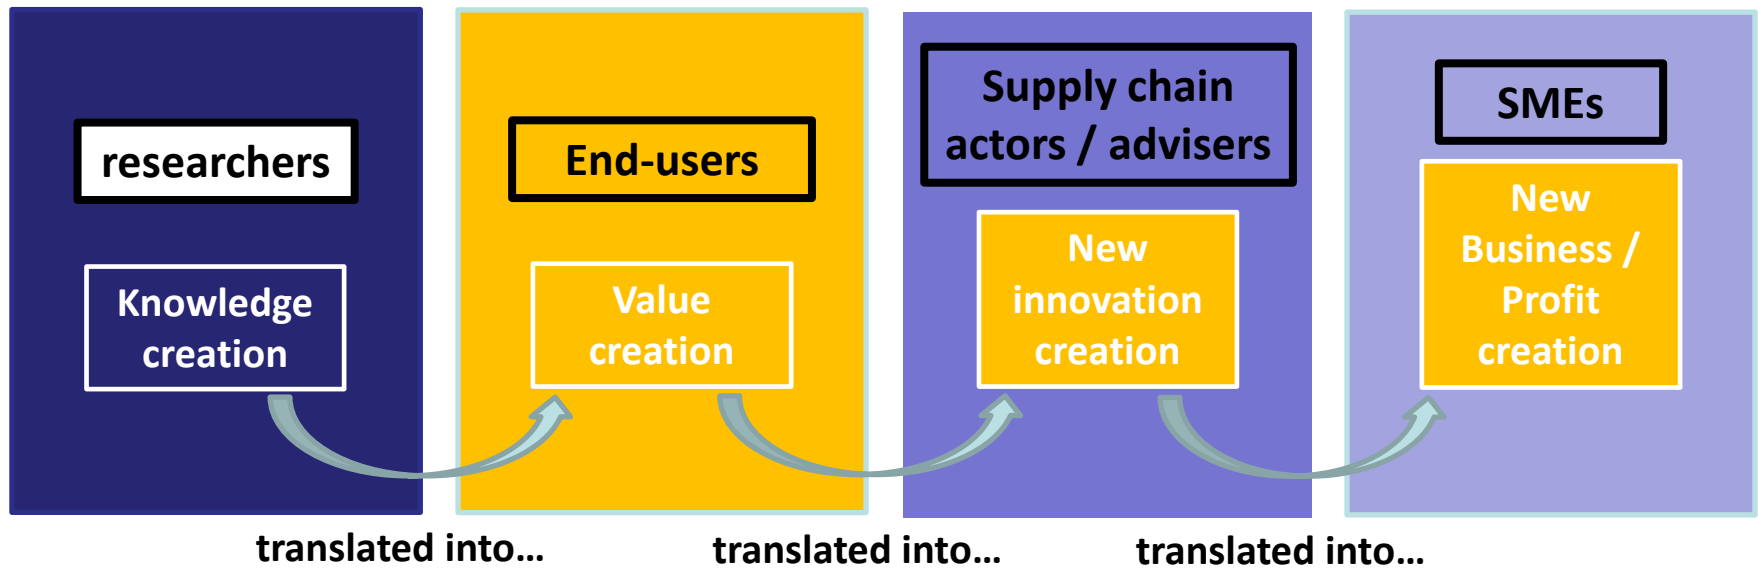 researchers
Knowledge
creation
End-users
Value
creation
Supply chain
actors / advisers
New
innovation
creation
SMEs
New
Business /
Profit
creation
translated into…
translated into…
translated into…